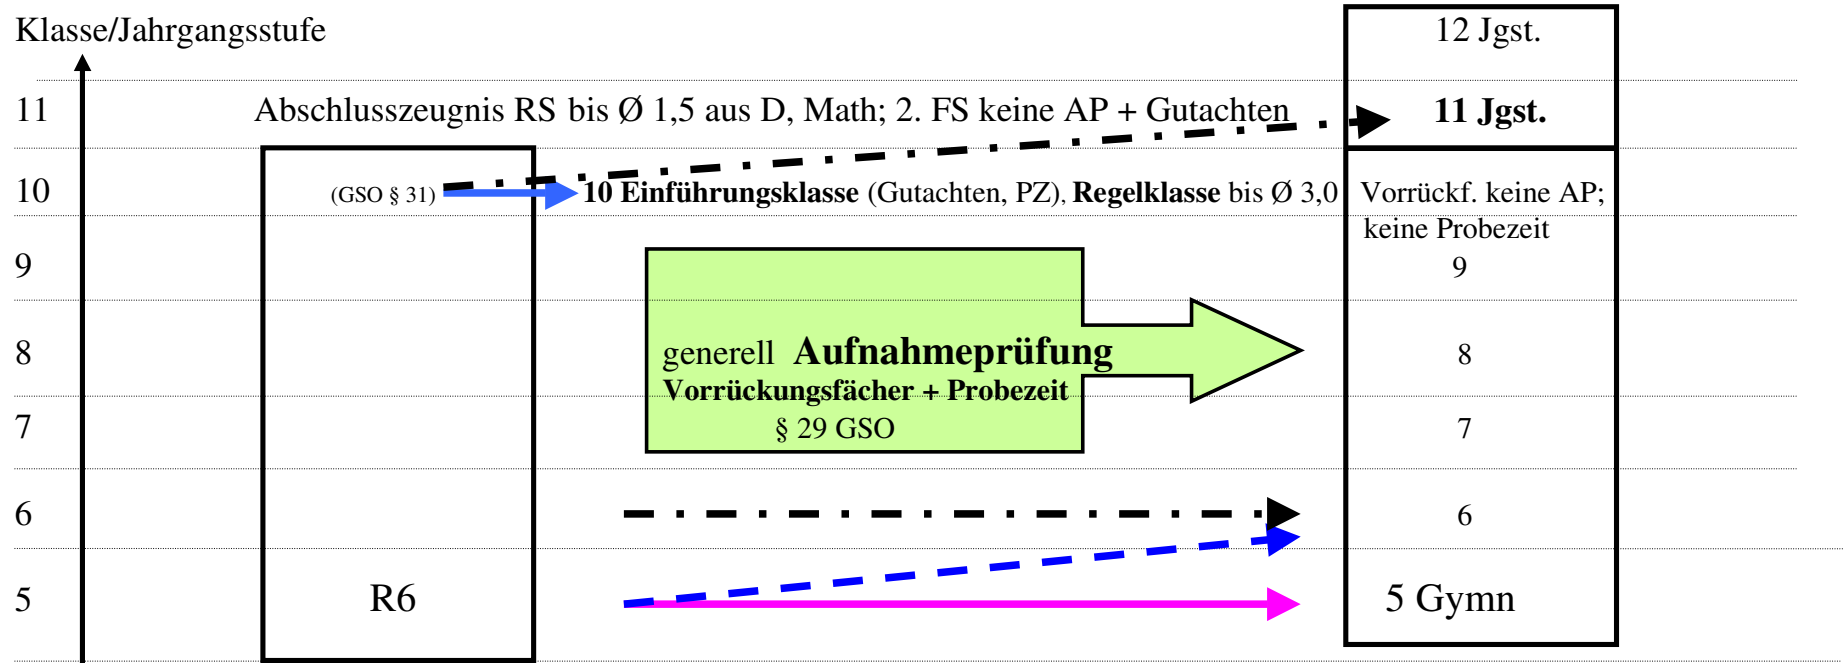 Klasse/Jahrgangsstufe
12 Jgst.
11
Abschlusszeugnis RS bis Ø 1,5 aus D, Math; 2. FS keine AP + Gutachten
11 Jgst.
10
(GSO § 31)
10 Einführungsklasse (Gutachten, PZ), Regelklasse bis Ø 3,0
Vorrückf. keine AP;
keine Probezeit
9
9
8
generell Aufnahmeprüfung
8
Vorrückungsfächer + Probezeit
7
§ 29 GSO
7
6
6
5
R6
5 Gymn